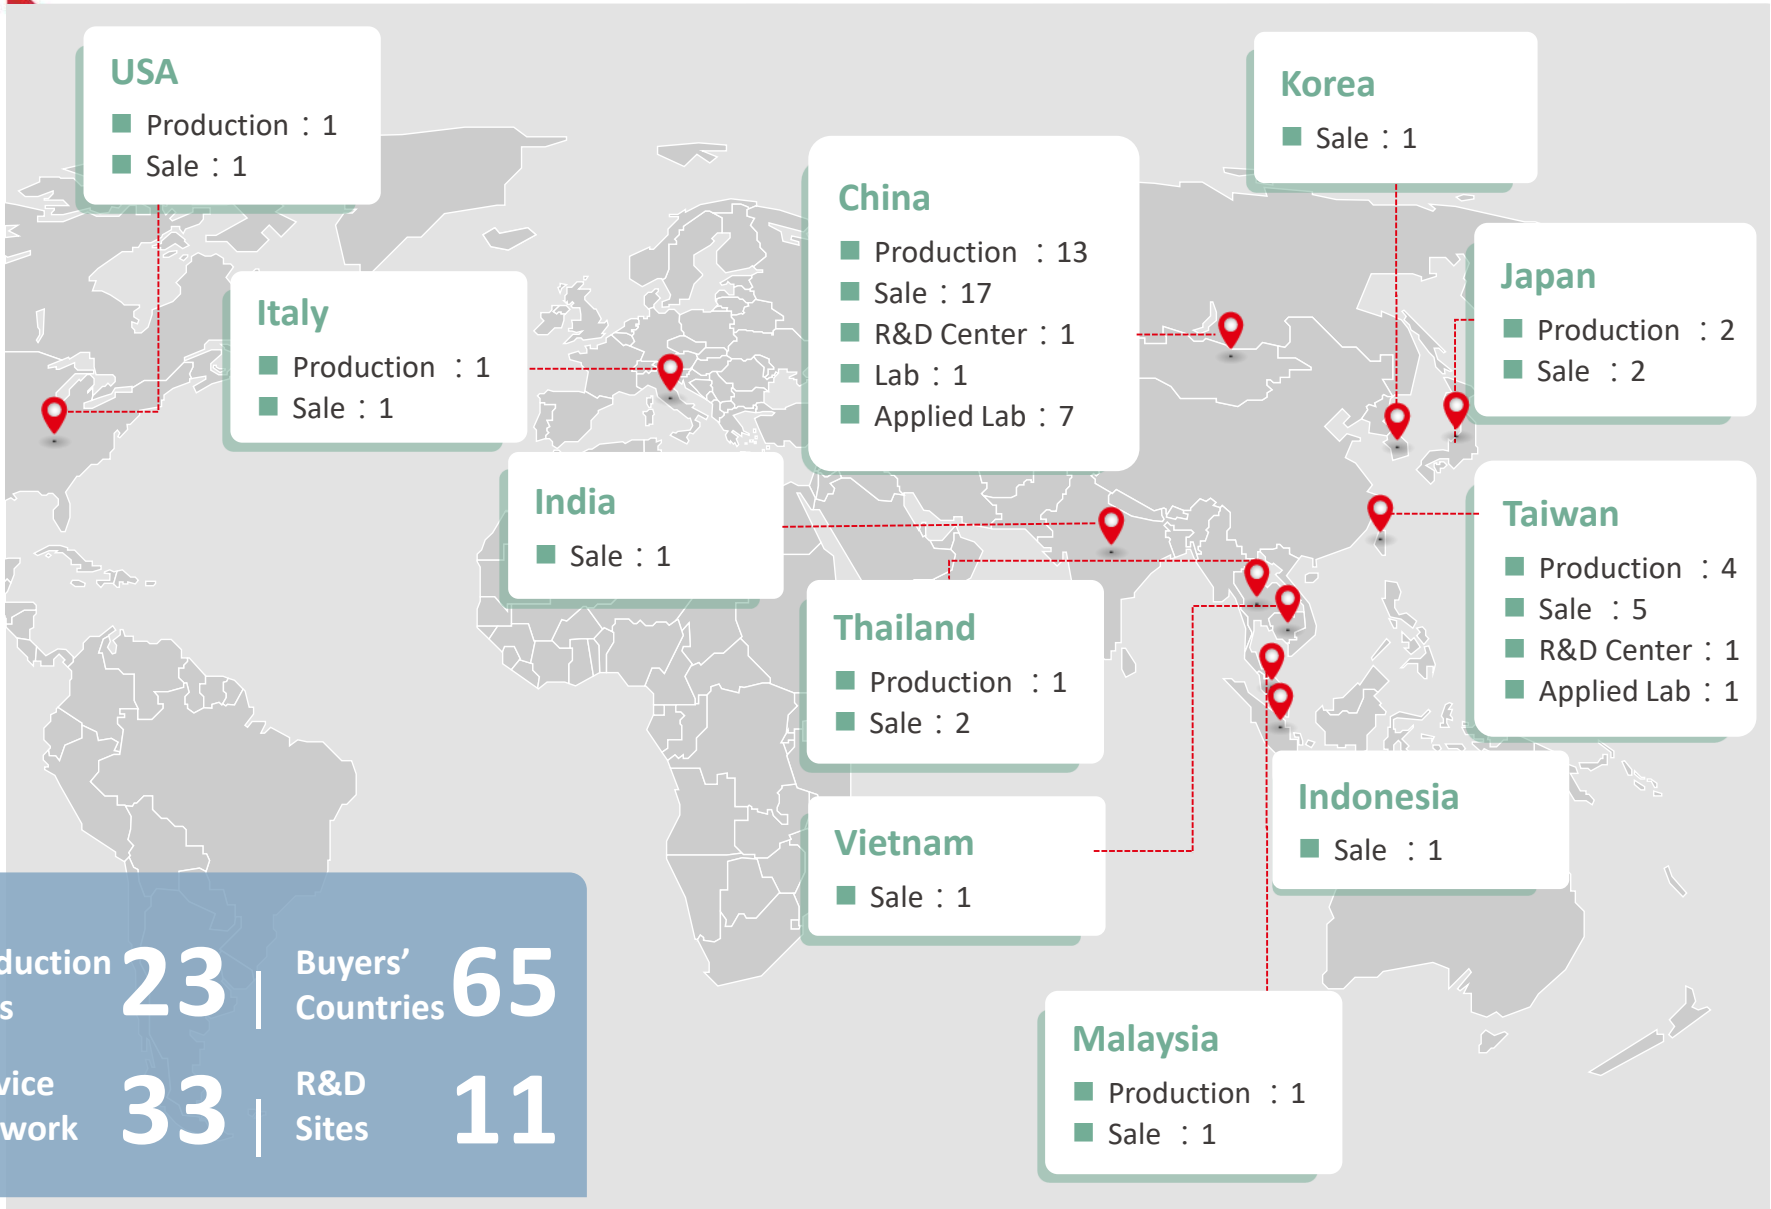 USA
Production : 1
Sale : 1
Korea
Sale : 1
China
Production : 13
Sale : 17
R&D Center : 1
Lab : 1
Applied Lab : 7
Italy
Production : 1
Sale : 1
Japan
Production : 2
Sale : 2
India
Sale : 1
Taiwan
Production : 4
Sale : 5
R&D Center : 1
Applied Lab : 1
Thailand
Production : 1
Sale : 2
Indonesia
Sale : 1
Vietnam
Sale : 1
Malaysia
Production : 1
Sale : 1
23
Buyers'
Countries
65
33
R&D
Sites
11